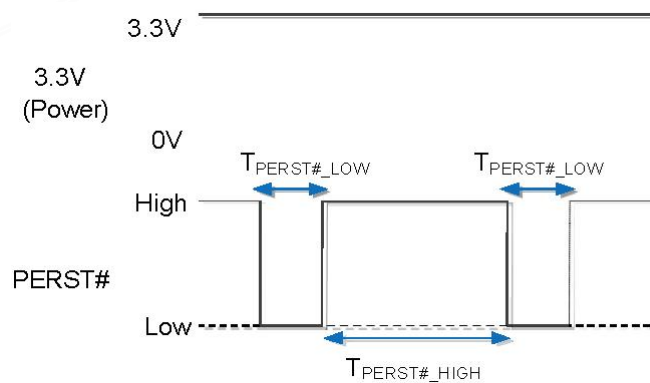 3.3V
3.3V
(Power)
0V
TPERST#_LOW
TPERST#_LOW
High
PERST#
Low
TPERST#_HIGH